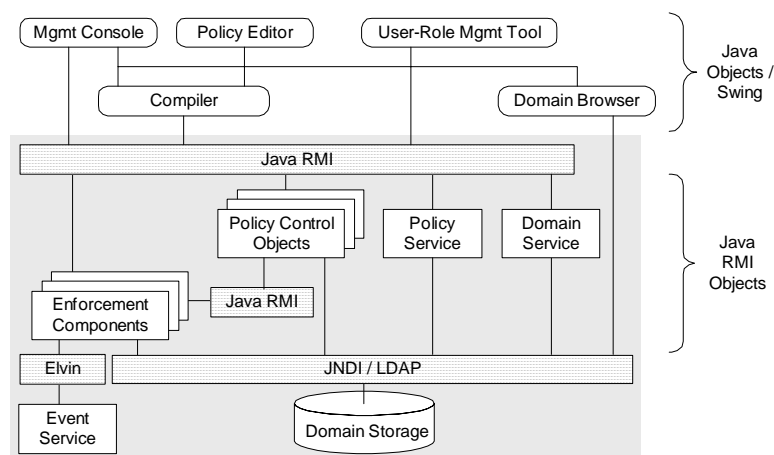 Mgmt Console
Policy Editor
User-Role Mgmt Tool
Java
Objects /
Swing
Compiler
Domain Browser
Java RMI
Policy Control
Objects
Policy
Service
Domain
Service
Java
RMI
Objects
Enforcement
Components
Java RMI
Elvin
JNDI / LDAP
Event
Service
Domain Storage